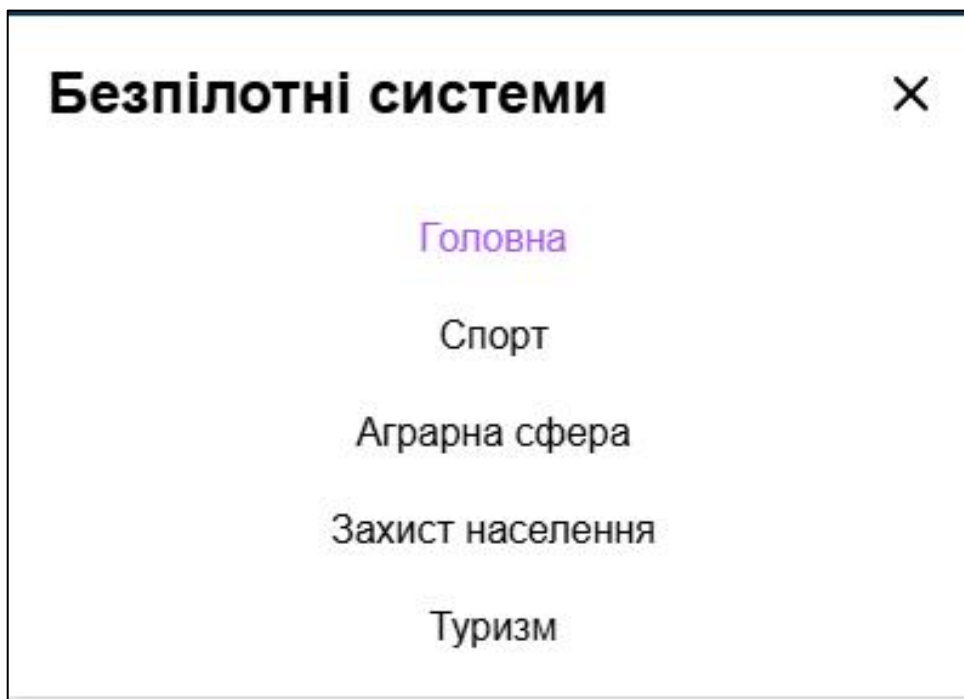 Безпілотні системи
Головна
Спорт
Аграрна сфера
Захист населення
Туризм